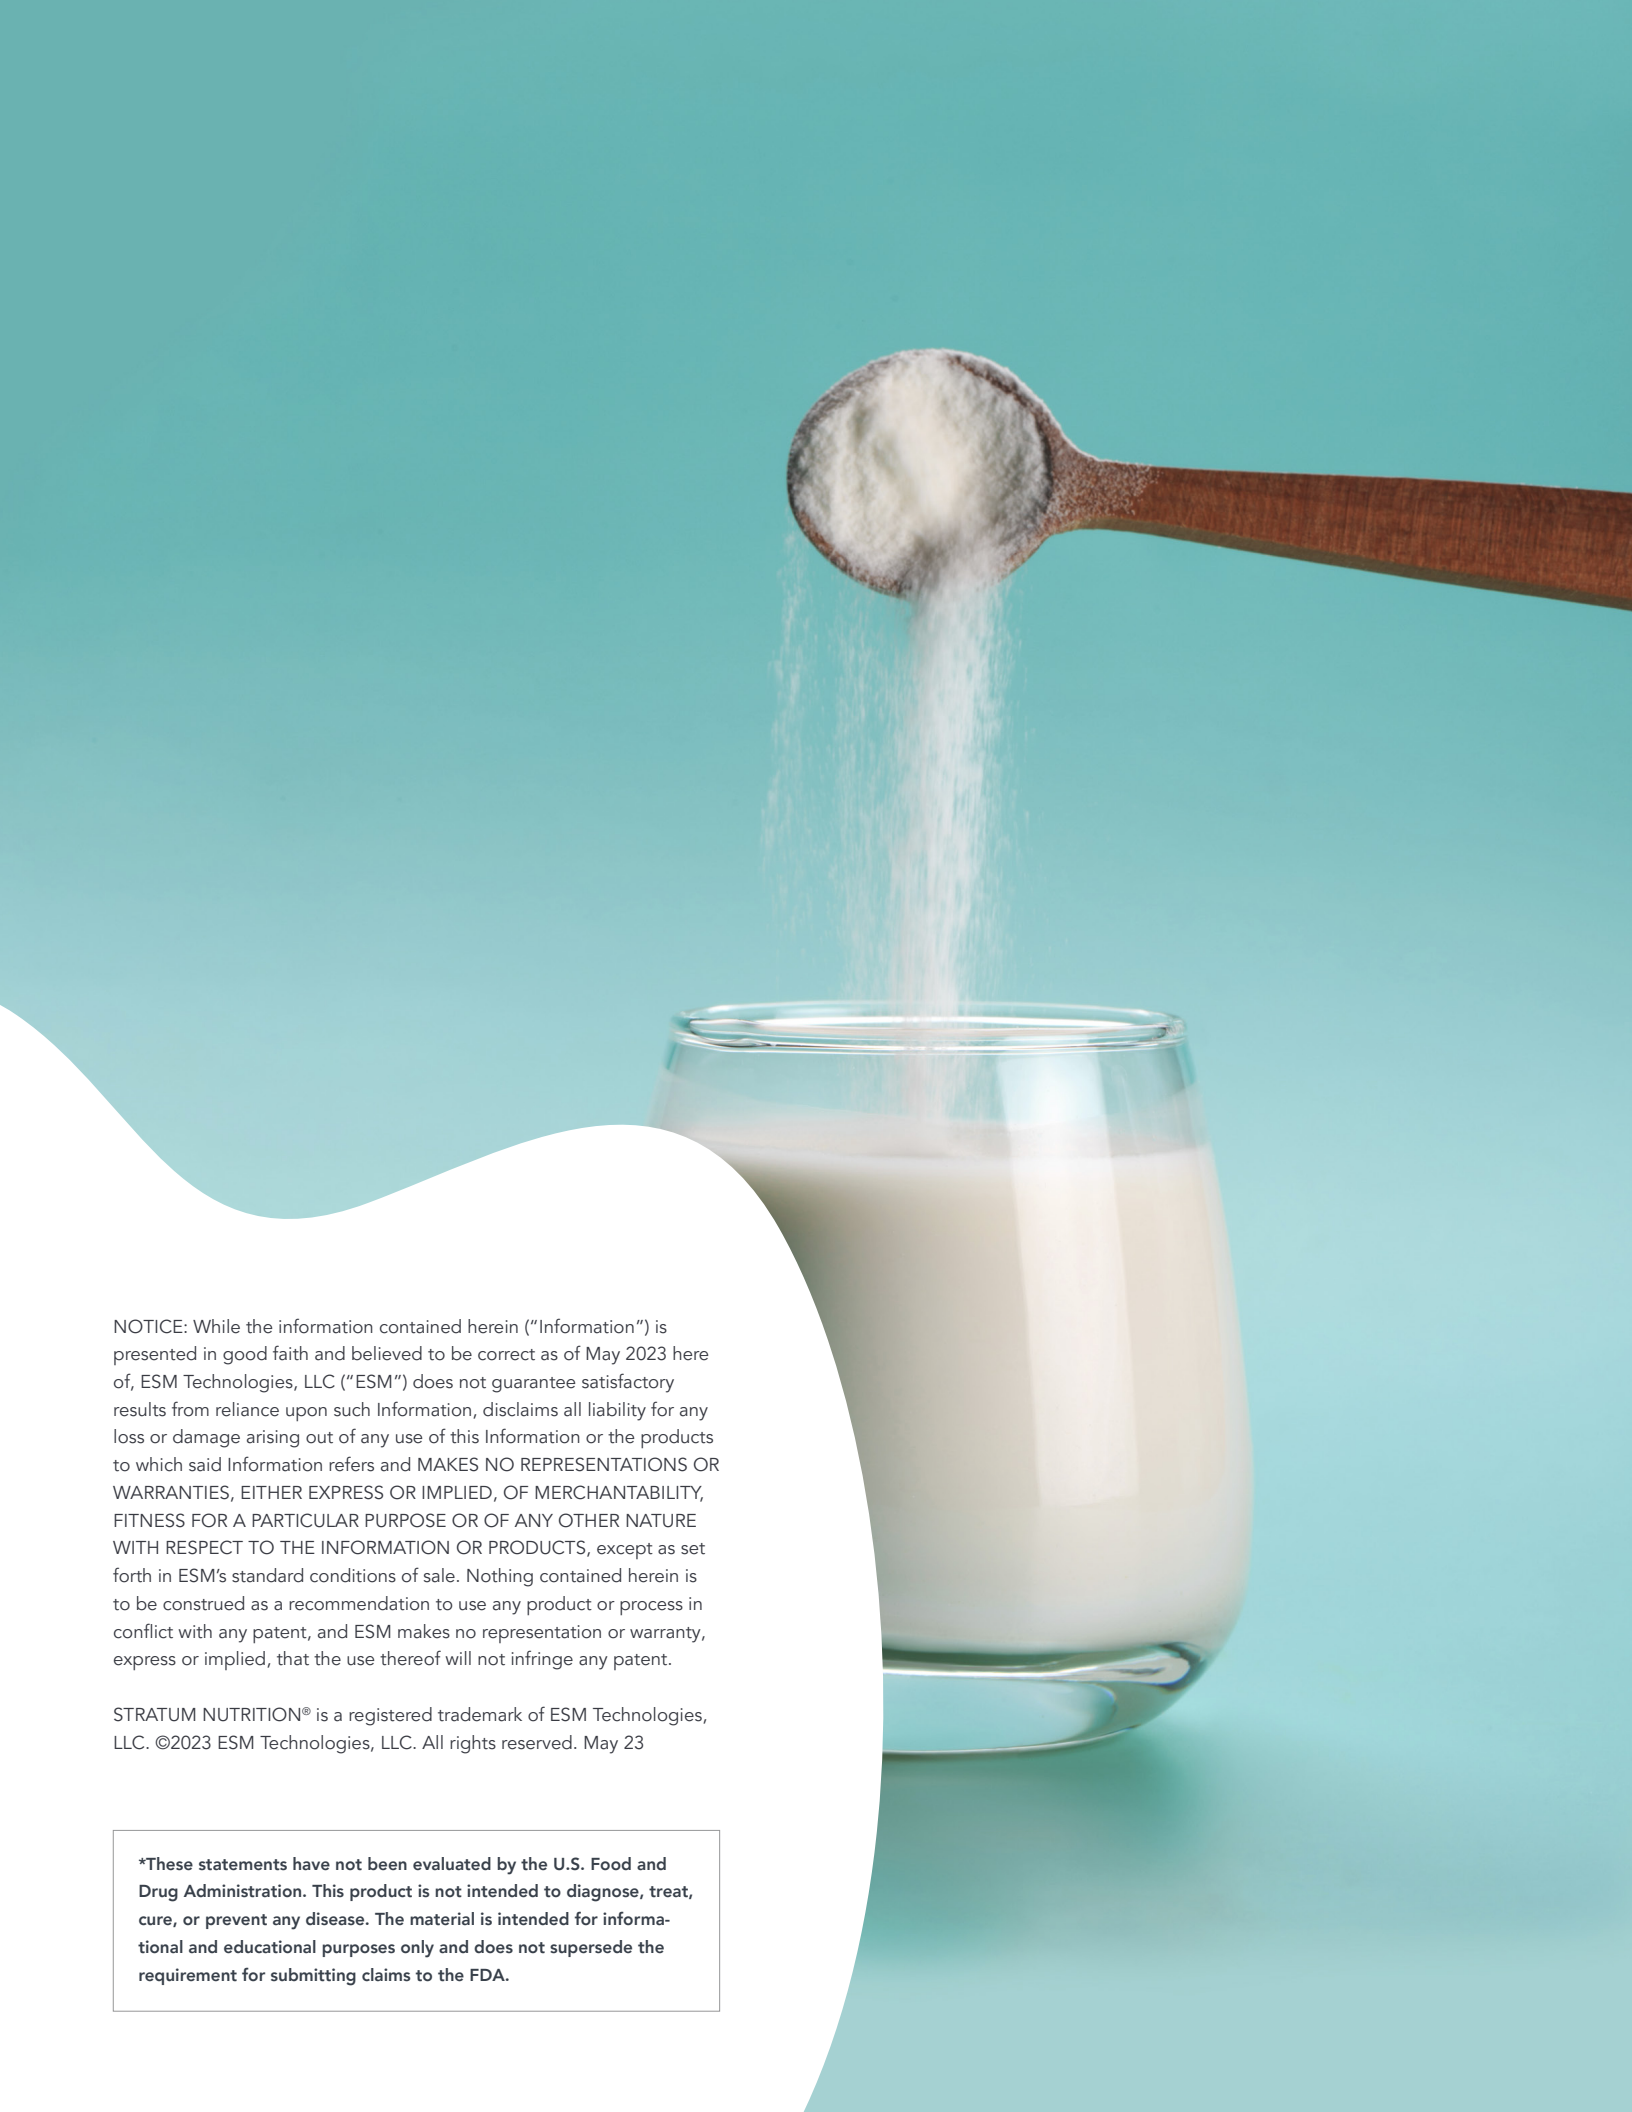 NOTICE: While the information contained herein (“Information”) is
presented in good faith and believed to be correct as of May 2023 here
of, ESM Technologies, LLC (“ESM”) does not guarantee satisfactory
results from reliance upon such Information, disclaims all liability for any
loss or damage arising out of any use of this Information or the products
to which said Information refers and MAKES NO REPRESENTATIONS OR
WARRANTIES, EITHER EXPRESS OR IMPLIED, OF MERCHANTABILITY,
FITNESS FOR A PARTICULAR PURPOSE OR OF ANY OTHER NATURE
WITH RESPECT TO THE INFORMATION OR PRODUCTS, except as set
forth in ESM’s standard conditions of sale. Nothing contained herein is
to be construed as a recommendation to use any product or process in
conflict with any patent, and ESM makes no representation or warranty,
express or implied, that the use thereof will not infringe any patent.
STRATUM NUTRITION® is a registered trademark of ESM Technologies,
LLC. ©2023 ESM Technologies, LLC. All rights reserved. May 23
*These statements have not been evaluated by the U.S. Food and
Drug Administration. This product is not intended to diagnose, treat,
cure, or prevent any disease. The material is intended for informa-
tional and educational purposes only and does not supersede the
requirement for submitting claims to the FDA.